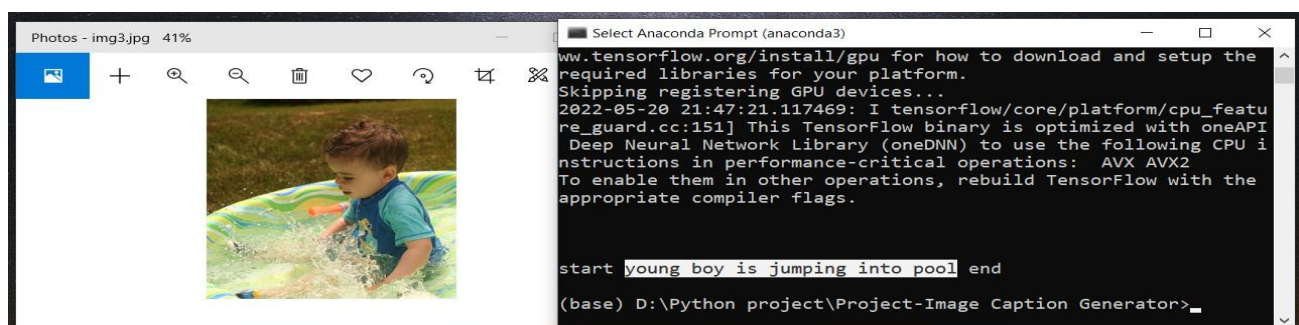 Photos - img3.jpg 41%
Select Anaconda Prompt (anaconda3)
ww.tensorflow.org/install/gpu for how to download and setup the
required libraries for your platform.
Skipping registering GPU devices...
2022-05-20 21:47:21.117469: I tensorflow/core/platform/cpu_featu
re_guard.cc:151] This TensorFlow binary is optimized with oneAPI
 Deep Neural Network Library (oneDNN) to use the following CPU i
nstructions in performance-critical operations:  AVX AVX2
To enable them in other operations, rebuild TensorFlow with the
appropriate compiler flags.
start young boy is jumping into pool end
(base) D:\Python project\Project-Image Caption Generator>